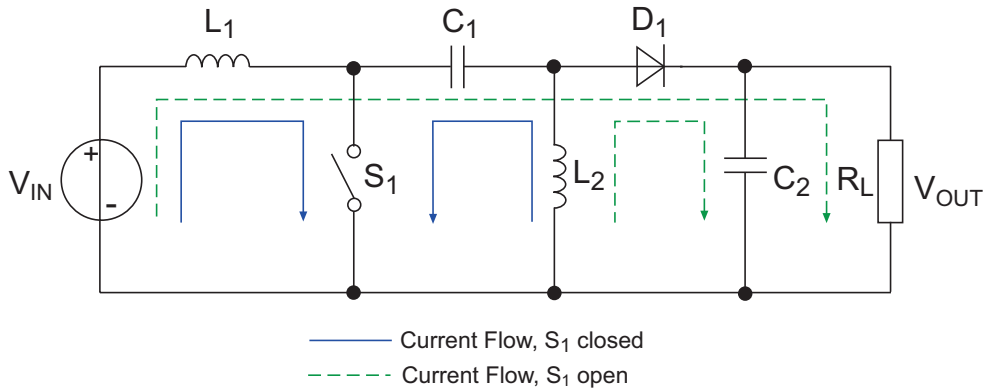 L1
C1
D1
VIN
+
-
S1
L2
C2
RL
VOUT
Current Flow, S1 closed
Current Flow, S1 open